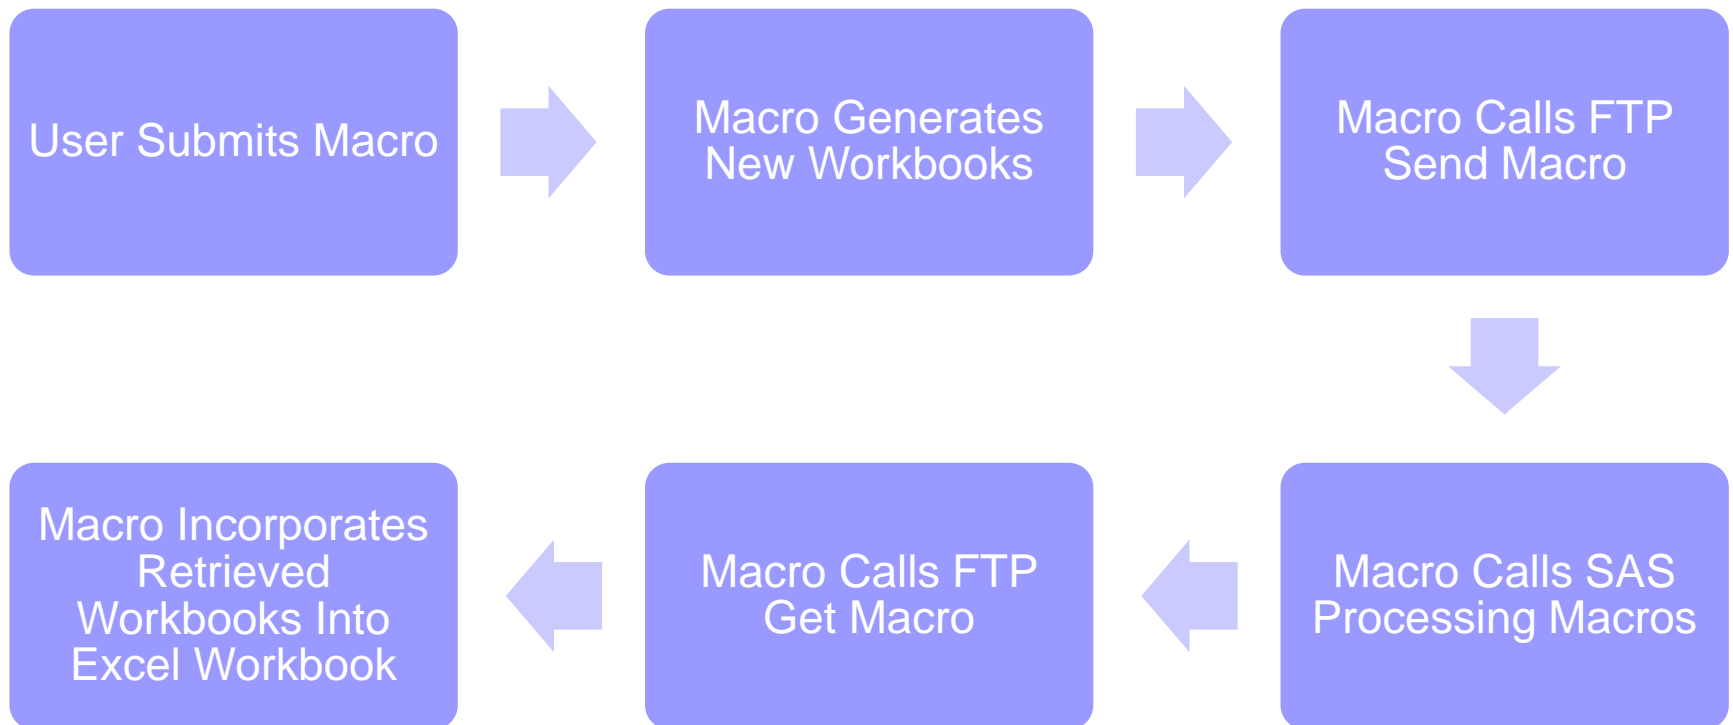 User Submits Macro
Macro Generates
New Workbooks
Macro Calls FTP
Send Macro
Macro Calls SAS
Processing Macros
Macro Calls FTP
Get Macro
Macro Incorporates
Retrieved
Workbooks Into
Excel Workbook